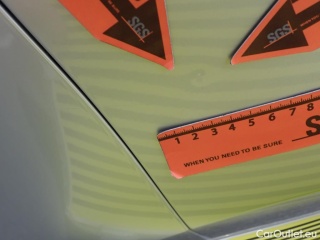 SGS
SGS
1 2 3 4 5 6 7 8
WHEN YOU NEED TO BE SURE
CarOutlet.eu